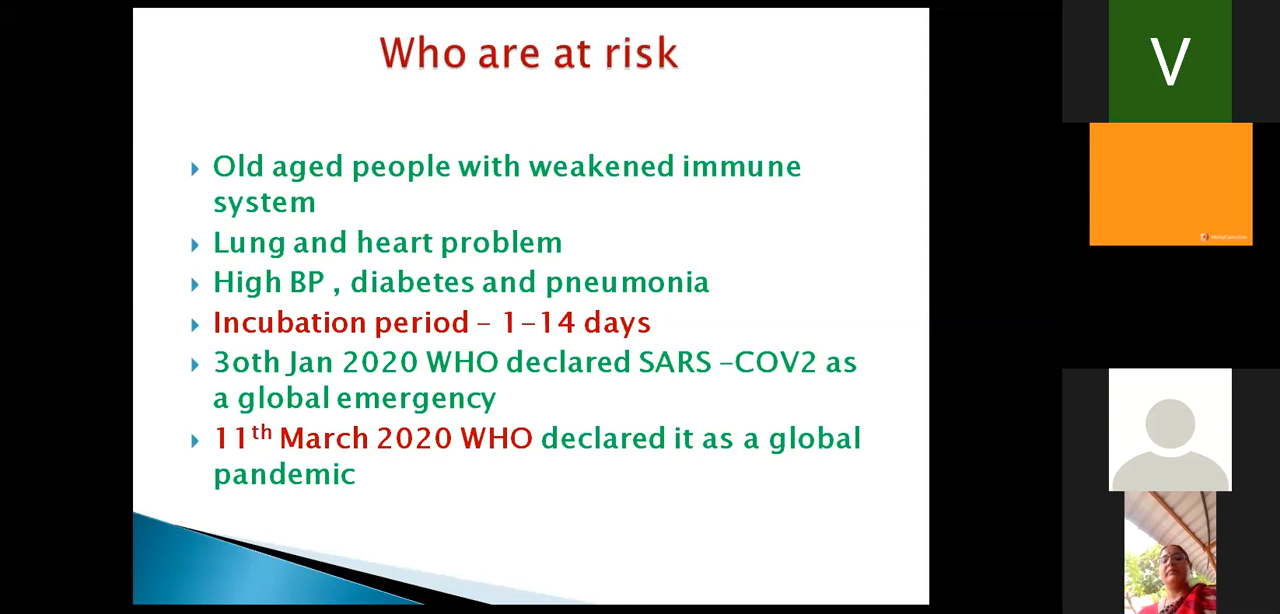 Who are at risk
Old aged people with weakened immune
system
Lung and heart problem
High BP , diabetes and pneumonia
Incubation period – 1–14 days
3oth Jan 2020 WHO declared SARS –COV2 as
a global emergency
11th March 2020 WHO declared it as a global
pandemic
V
ManyCam.com